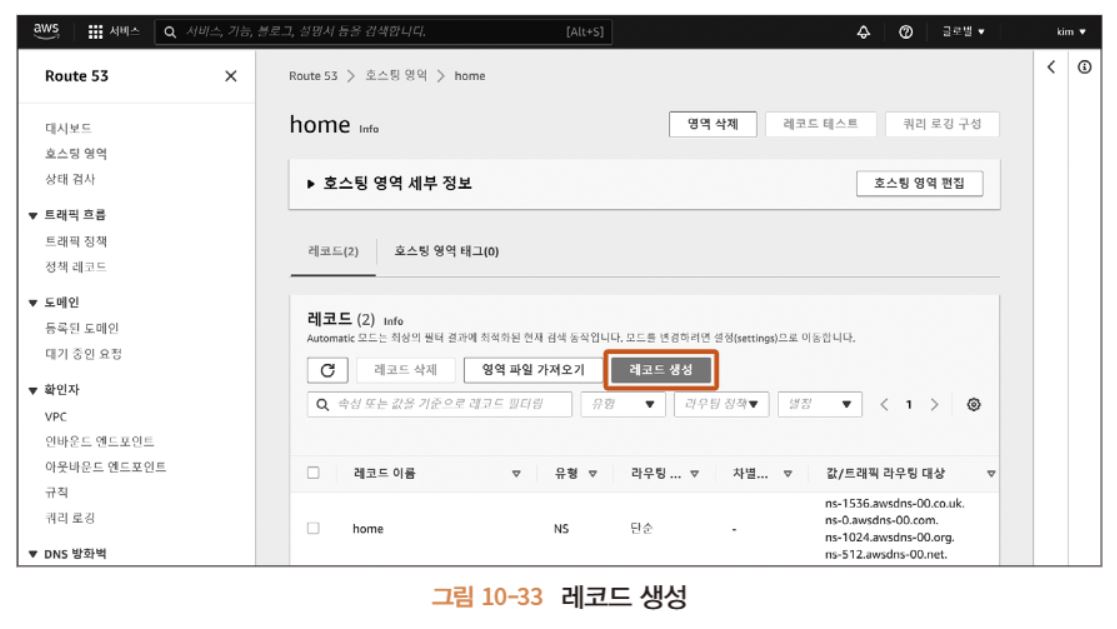 aws 서비스 서비스, 기능, 블로그, 설명서 등을 검색합니다. [Alt+S] 글로벌 ▼ kim ▼
Route 53
Route 53 > 호스팅 영역 > home
대시보드
호스팅 영역
상태 검사
▼ 트래픽 흐름
트래픽 정책
정책 레코드
▼ 도메인
등록된 도메인
대기 중인 요청
▼ 확인자
VPC
인바운드 엔드포인트
아웃바운드 엔드포인트
규칙
쿼리 로깅
▼ DNS 방화벽
home Info
영역 삭제 레코드 테스트 쿼리 로깅 구성
▶ 호스팅 영역 세부 정보 호스팅 영역 편집
레코드(2) 호스팅 영역 태그(0)
레코드 (2) Info
Automatic 모드는 최상의 필터 결과에 최적화된 현재 검색 동작입니다. 모드를 변경하려면 설정(settings)으로 이동합니다.
레코드 삭제 영역 파일 가져오기 레코드 생성
속성 또는 값을 기준으로 레코드 필터링 유형 ▼ 라우팅 정책▼ 별칭 ▼ < 1 >
레코드 이름 유형 라우팅 ... 차별... 값/트래픽 라우팅 대상
home NS 단순 -
ns-1536.awsdns-00.co.uk.
ns-0.awsdns-00.com.
ns-1024.awsdns-00.org.
ns-512.awsdns-00.net.
그림 10-33 레코드 생성